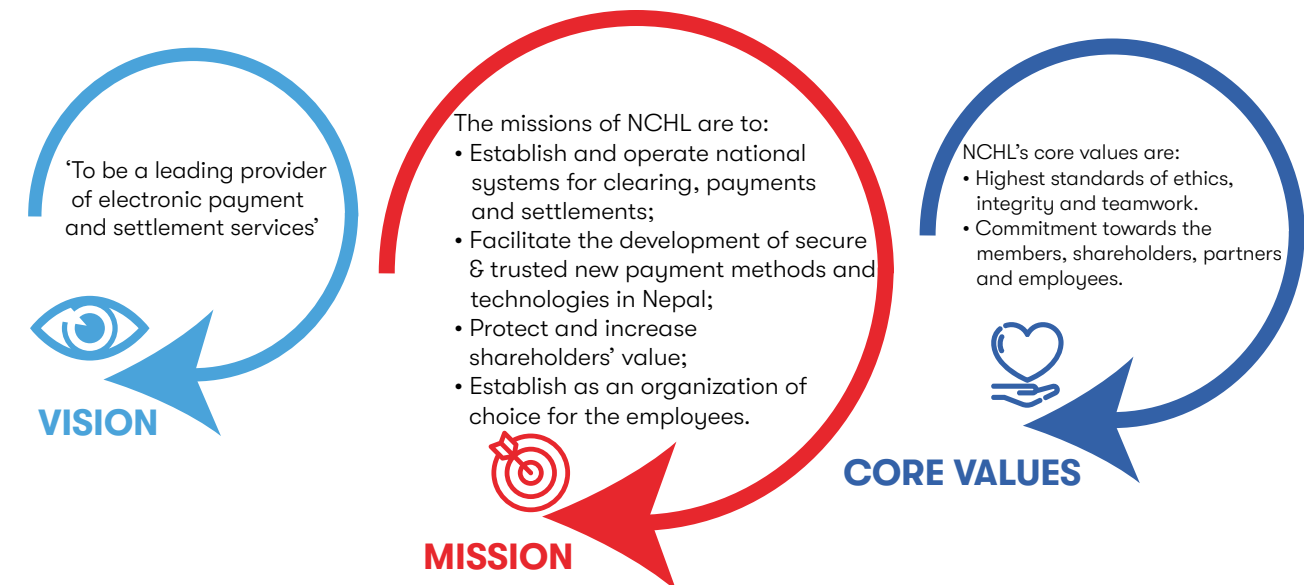 ‘To be a leading provider
of electronic payment
and settlement services’
VISION
The missions of NCHL are to:
• Establish and operate national
systems for clearing, payments
and settlements;
• Facilitate the development of secure
& trusted new payment methods and
technologies in Nepal;
• Protect and increase
shareholders’ value;
• Establish as an organization of
choice for the employees.
MISSION
NCHL’s core values are:
• Highest standards of ethics,
integrity and teamwork.
• Commitment towards the
members, shareholders, partners
and employees.
CORE VALUES